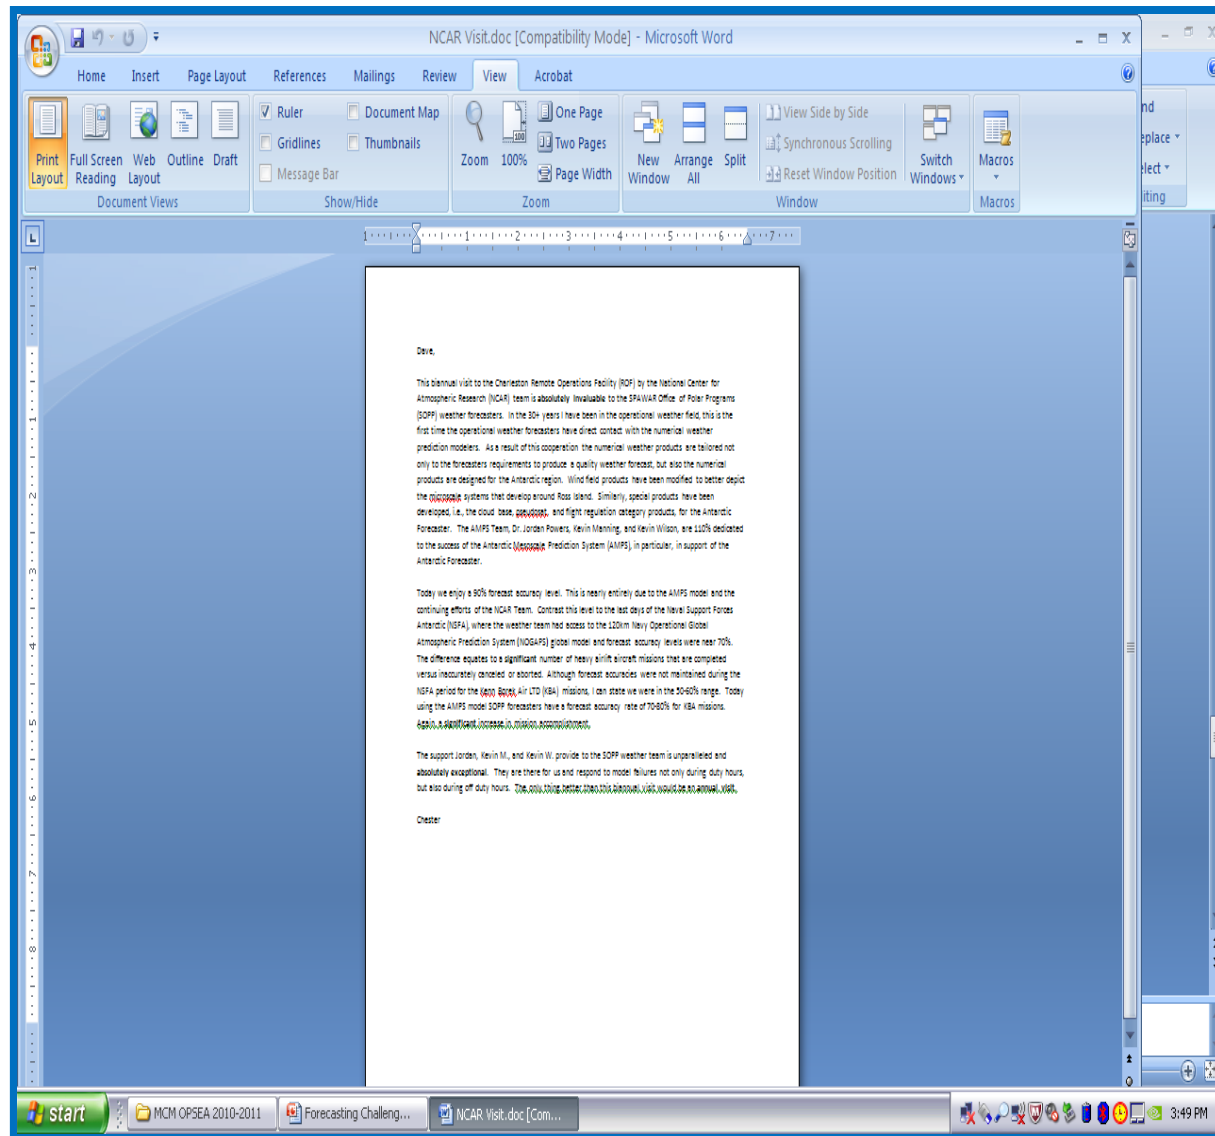 NCAR Visit.doc [Compatibility Mode] - Microsoft Word
Home Insert Page Layout References Mailings Review View Acrobat
Print Layout Full Screen Reading Web Layout Outline Draft
Document Views
Ruler Document Map
Gridlines Thumbnails
Message Bar
Show/Hide
Zoom 100% One Page
Two Pages
Page Width
Zoom
New Window Arrange All Split
View Side by Side
Synchronous Scrolling
Reset Window Position
Switch Windows
Window
Macros
Macros
nd
eplace
elect
iting
1 1 2 3 4 5 6 7
Dave,
This biannual visit to the Charleston Remote Operations Facility (ROF) by the National Center for
Atmospheric Research (NCAR) team is absolutely invaluable to the SPAWAR Office of Polar Programs
(SOPP) weather forecasters. In the 30+ years I have been in the operational weather field, this is the
first time the operational weather forecasters have direct contact with the numerical weather
prediction modelers. As a result of this cooperation the numerical weather products are tailored not
only to the forecasters requirements to produce a quality weather forecast, but also the numerical
products are designed for the Antarctic region. Wind field products have been modified to better depict
the microscale systems that develop around Ross Island. Similarly, special products have been
developed, i.e., the cloud base, pseudosat, and flight regulation category products, for the Antarctic
Forecaster. The AMPS Team, Dr. Jordan Powers, Kevin Manning, and Kevin Wilson, are 110% dedicated
to the success of the Antarctic Mesoscale Prediction System (AMPS), in particular, in support of the
Antarctic Forecaster.
Today we enjoy a 90% forecast accuracy level. This is nearly entirely due to the AMPS model and the
continuing efforts of the NCAR Team. Contrast this level to the last days of the Naval Support Forces
Antarctic (NSFA), where the weather team had access to the 120km Navy Operational Global
Atmospheric Prediction System (NOGAPS) global model and forecast accuracy levels were near 70%.
The difference equates to a significant number of heavy airlift aircraft missions that are completed
versus inaccurately canceled or aborted. Although forecast accuracies were not maintained during the
NSFA period for the Kenn Borek Air LTD (KBA) missions, I can state we were in the 50-60% range. Today
using the AMPS model SOPP forecasters have a forecast accuracy rate of 70-80% for KBA missions.
Again, a significant increase in mission accomplishment.
The support Jordan, Kevin M., and Kevin W. provide to the SOPP weather team is unparalleled and
absolutely exceptional. They are there for us and respond to model failures not only during duty hours,
but also during off duty hours. The only thing better than this biannual visit would be an annual visit.
Chester
start MCM OPSEA 2010-2011 Forecasting Challeng... NCAR Visit.doc [Com... 3:49 PM